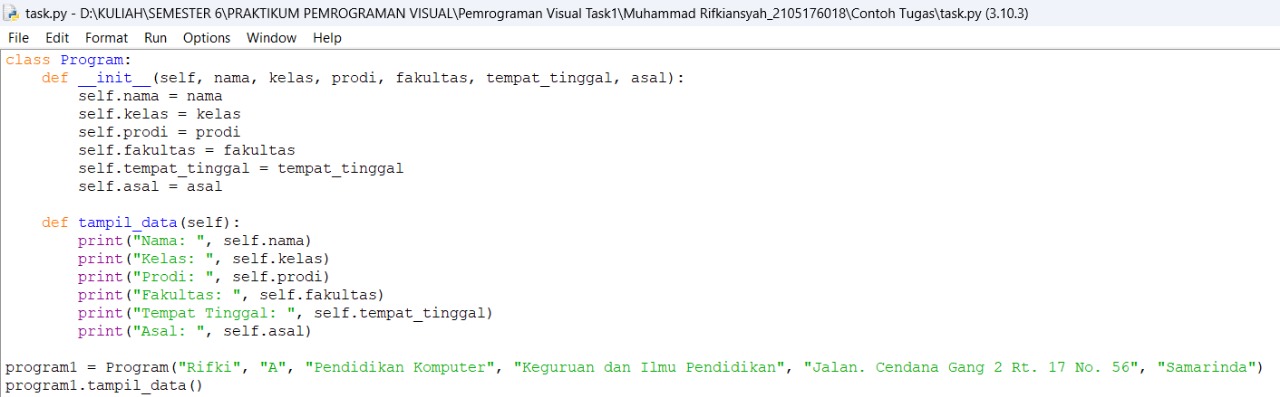 task.py - D:\KULIAH\SEMESTER 6\PRAKTIKUM PEMROGRAMAN VISUAL\Pemrograman Visual Task1\Muhammad Rifkiansyah_2105176018\Contoh Tugas\task.py (3.10.3)
File Edit Format Run Options Window Help
class Program:
    def __init__(self, nama, kelas, prodi, fakultas, tempat_tinggal, asal):
        self.nama = nama
        self.kelas = kelas
        self.prodi = prodi
        self.fakultas = fakultas
        self.tempat_tinggal = tempat_tinggal
        self.asal = asal

    def tampil_data(self):
        print("Nama: ", self.nama)
        print("Kelas: ", self.kelas)
        print("Prodi: ", self.prodi)
        print("Fakultas: ", self.fakultas)
        print("Tempat Tinggal: ", self.tempat_tinggal)
        print("Asal: ", self.asal)

program1 = Program("Rifki", "A", "Pendidikan Komputer", "Keguruan dan Ilmu Pendidikan", "Jalan. Cendana Gang 2 Rt. 17 No. 56", "Samarinda")
program1.tampil_data()